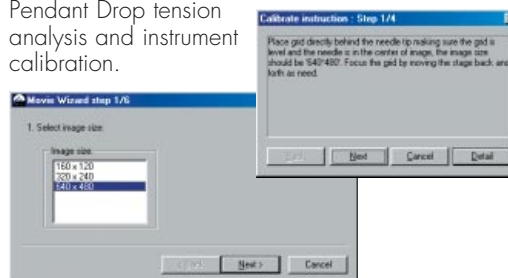 Pendant Drop tension
analysis and instrument
calibration.
Calibrate instruction : Step 1/4
Place grid directly behind the needle tip making sure the grid is
level and the needle is in the center of image, the image size
should be '640*480'. Focus the grid by moving the stage back and
forth as need.
Next Cancel Detail
Movie Wizard step 1/6
1. Select image size:
Image size:
160 x 120
320 x 240
640 x 480
< Back Next > Cancel